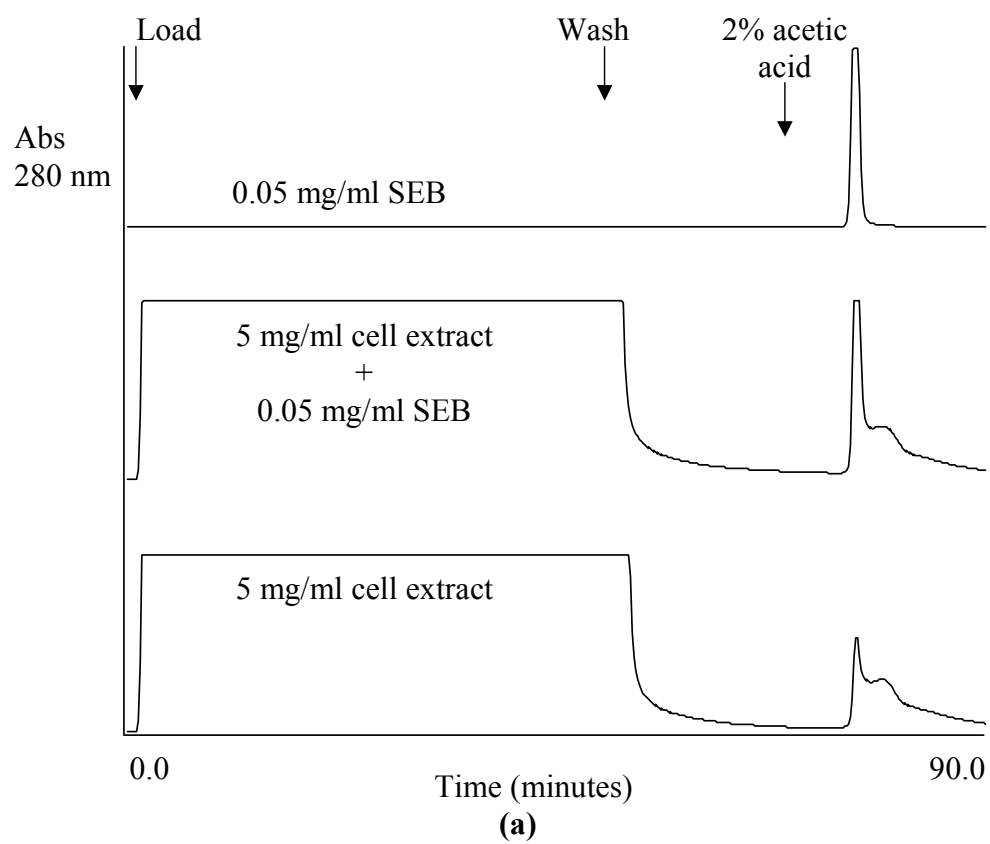 Load
Wash
2% acetic
acid
Abs
280 nm
0.05 mg/ml SEB
5 mg/ml cell extract
+
0.05 mg/ml SEB
5 mg/ml cell extract
0.0
90.0
Time (minutes)
(a)